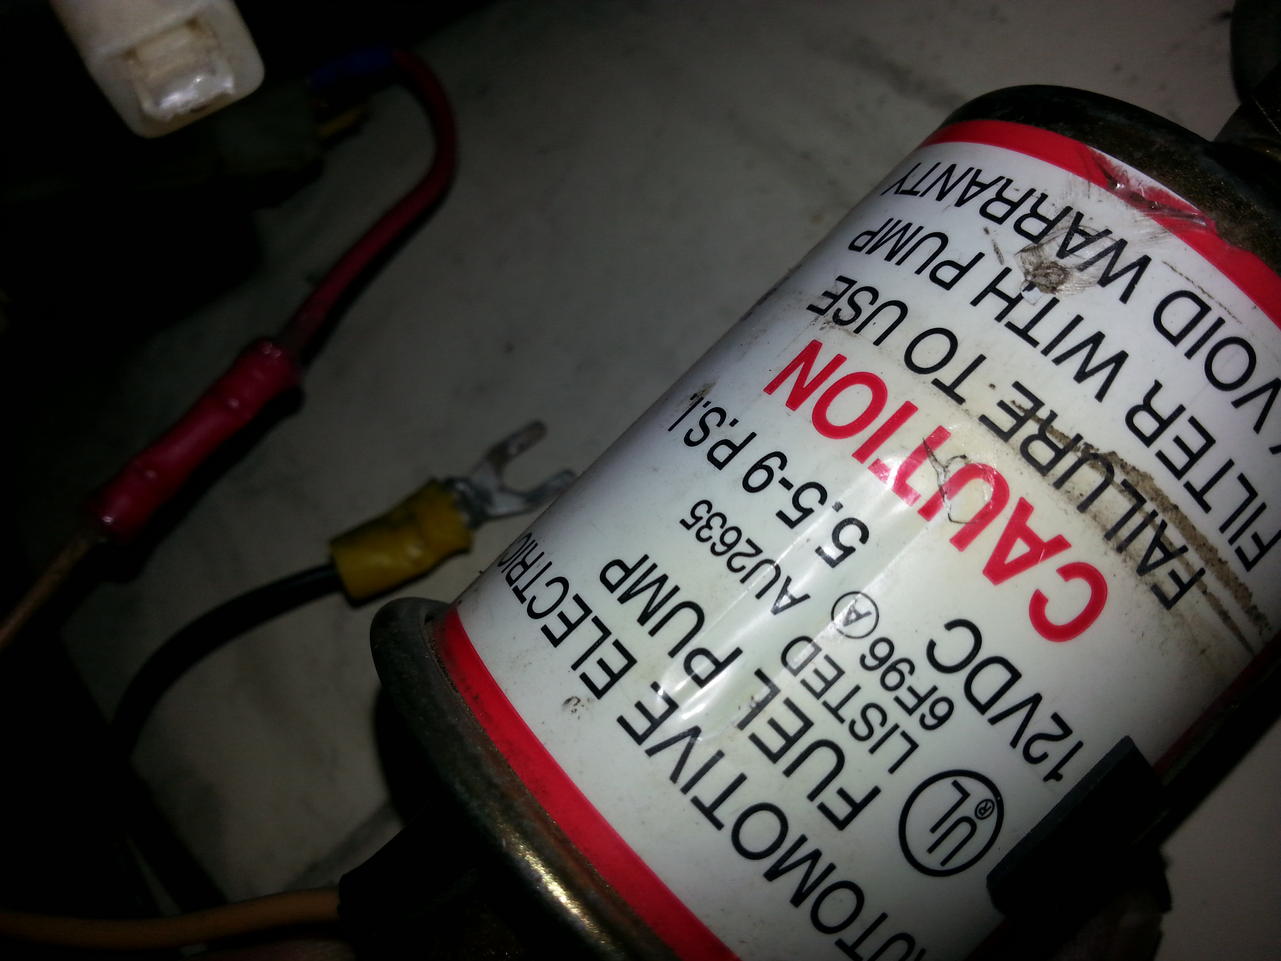 AUTOMOTIVE ELECTRIC
FUEL PUMP
UL® LISTED AU2635
6F96 Ⓐ
12VDC 5.5-9 P.S.I.
CAUTION
FAILURE TO USE
FILTER WITH PUMP
VOID WARRANTY